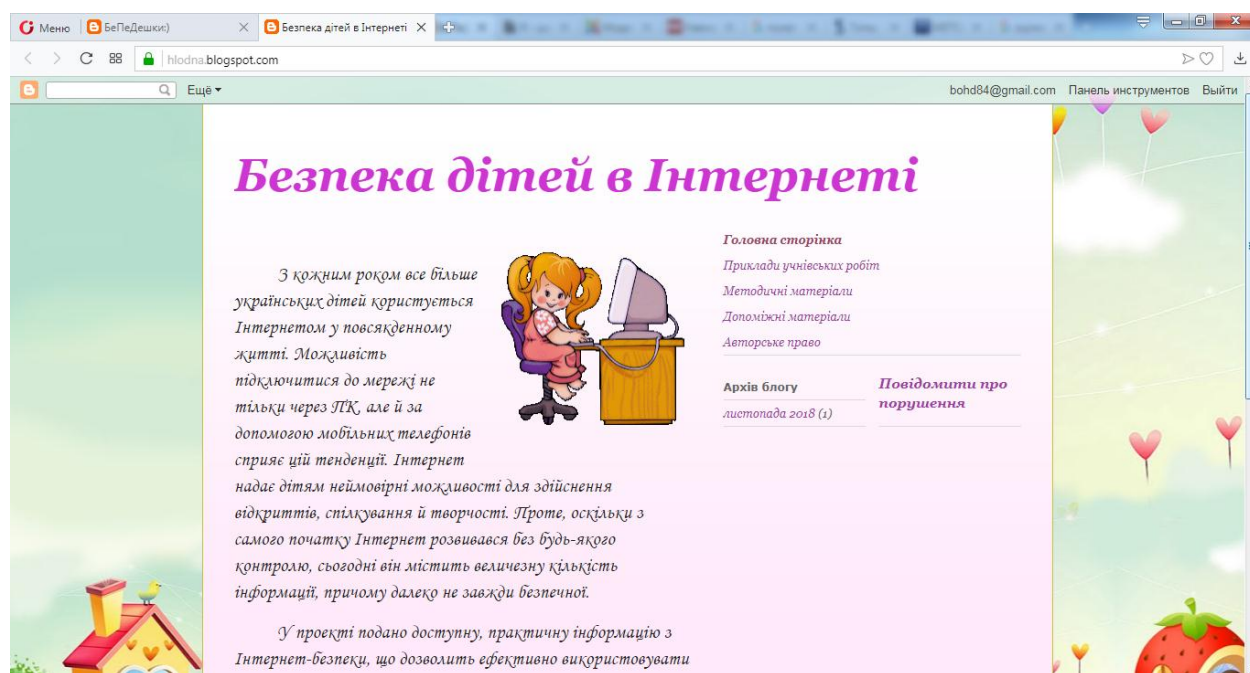 Меню
БеПеДешки:)
Безпека дітей в Інтернеті
hlodna.blogspot.com
Ещё
bohd84@gmail.com Панель инструментов Выйти
Безпека дітей в Інтернеті
З кожним роком все більше
українських дітей користується
Інтернетом у повсякденному
житті. Можливість
підключитися до мережі не
тільки через ПК, але й за
допомогою мобільних телефонів
сприяє цій тенденції. Інтернет
надає дітям неймовірні можливості для здійснення
відкриттів, спілкування й творчості. Проте, оскільки з
самого початку Інтернет розвивався без будь-якого
контролю, сьогодні він містить величезну кількість
інформації, причому далеко не завжди безпечної.
У проекті подано доступну, практичну інформацію з
Інтернет-безпеки, що дозволить ефективно використовувати
Головна сторінка
Приклади учнівських робіт
Методичні матеріали
Допоміжні матеріали
Авторське право
Архів блогу
листопада 2018 (1)
Повідомити про
порушення